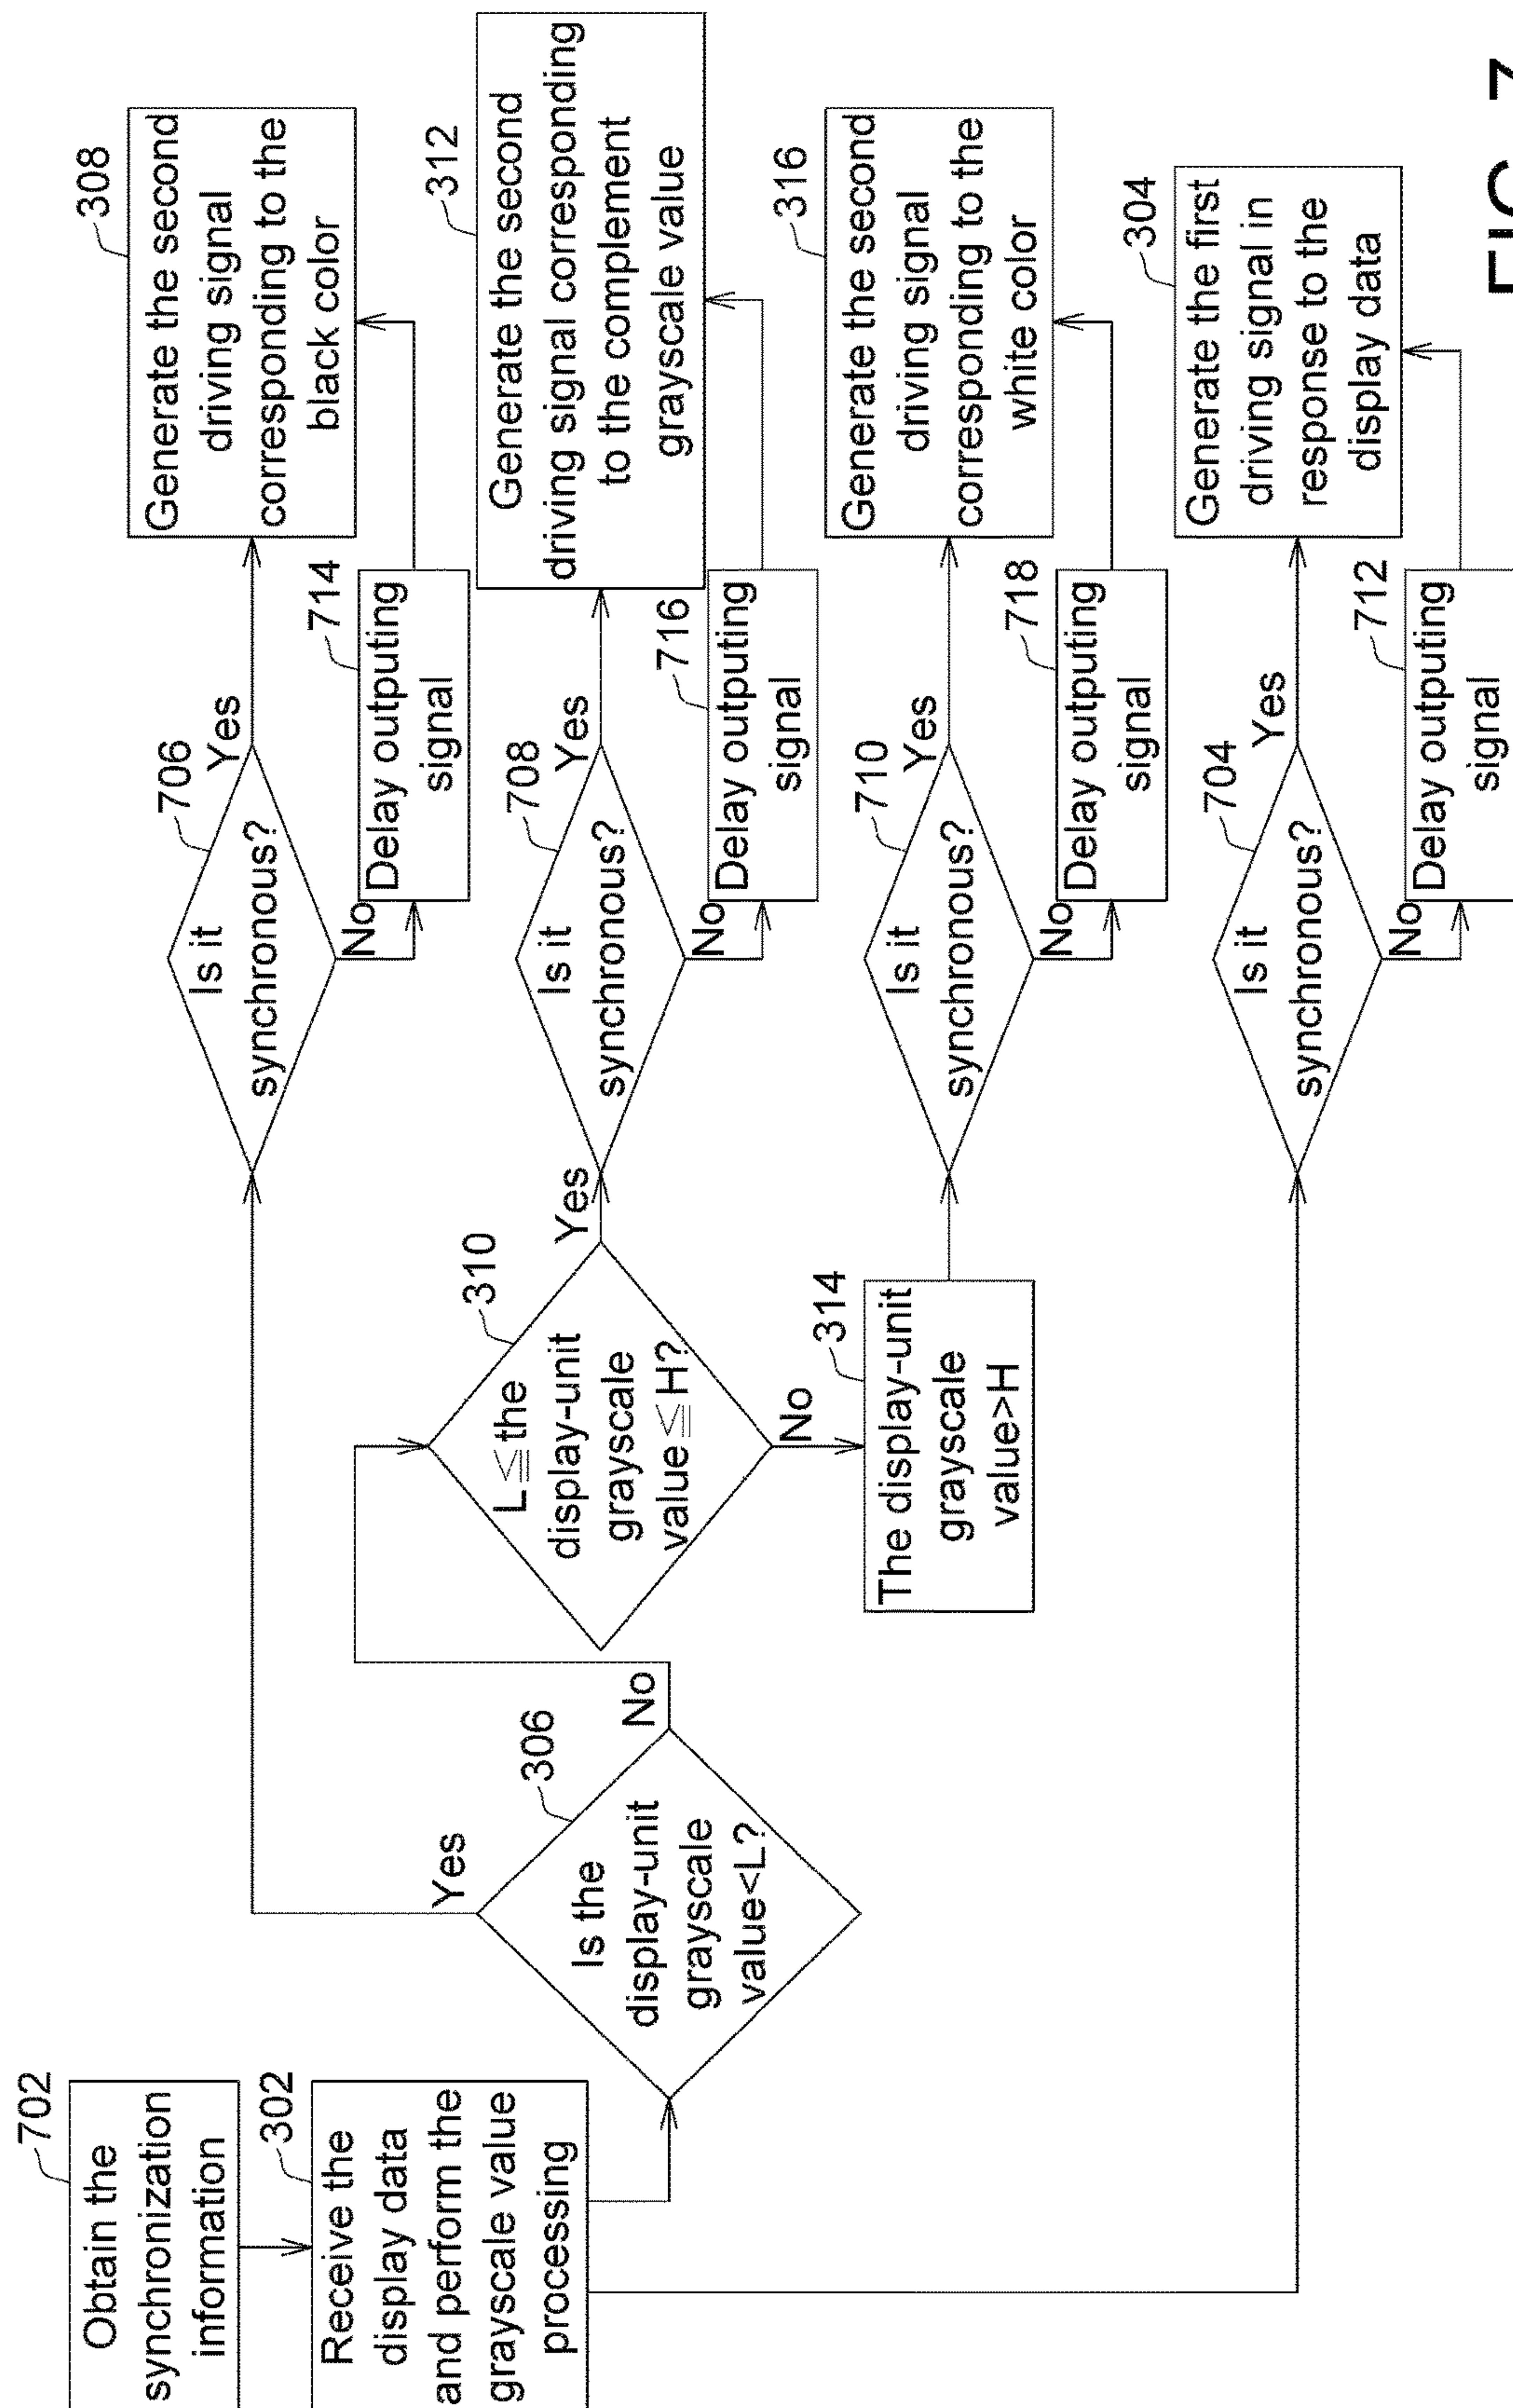 702
Obtain the
synchronization
information
302
Receive the
display data
and perform the
grayscale value
processing
306
Is the
display-unit
grayscale
value<L?
Yes
No
310
L≦the
display-unit
grayscale
value≦H?
Yes
No
314
The display-unit
grayscale
value>H
706
Is it
synchronous?
Yes
No
714
Delay outputing
signal
308
Generate the second
driving signal
corresponding to the
black color
708
Is it
synchronous?
Yes
No
716
Delay outputing
signal
312
Generate the second
driving signal corresponding
to the complement
grayscale value
710
Is it
synchronous?
Yes
No
718
Delay outputing
signal
316
Generate the second
driving signal
corresponding to the
white color
704
Is it
synchronous?
Yes
No
712
Delay outputing
signal
304
Generate the first
driving signal in
response to the
display data
FIG. 7